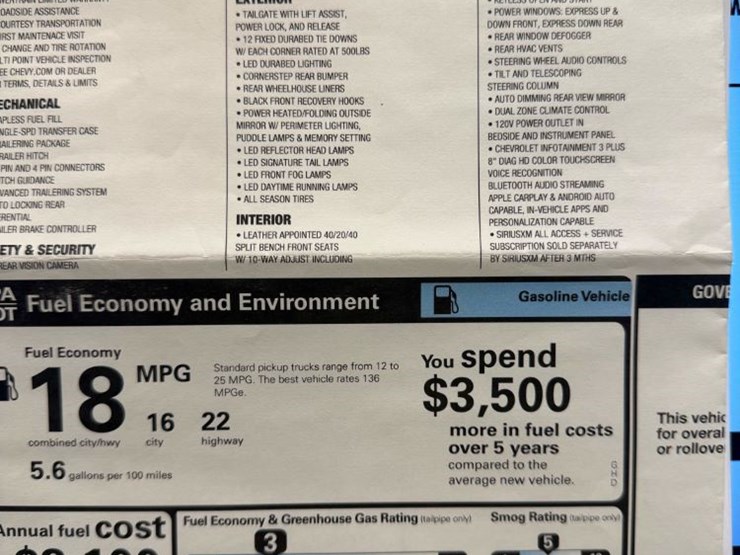 OADSIDE ASSISTANCE
OURTESY TRANSPORTATION
RST MAINTENACE VISIT
CHANGE AND TIRE ROTATION
LTI POINT VEHICLE INSPECTION
EE CHEVY.COM OR DEALER
TERMS, DETAILS & LIMITS
ECHANICAL
APLESS FUEL FILL
NGLE-SPD TRANSFER CASE
AILERING PACKAGE
RAILER HITCH
PIN AND 4 PIN CONNECTORS
TCH GUIDANCE
VANCED TRAILERING SYSTEM
TO LOCKING REAR
RENTIAL
ILER BRAKE CONTROLLER
ETY & SECURITY
REAR VISION CAMERA
EXTERIOR
• TAILGATE WITH LIFT ASSIST,
POWER LOCK, AND RELEASE
• 12 FIXED DURABED TIE DOWNS
W/ EACH CORNER RATED AT 500LBS
• LED DURABED LIGHTING
• CORNERSTEP REAR BUMPER
• REAR WHEELHOUSE LINERS
• BLACK FRONT RECOVERY HOOKS
• POWER HEATED/FOLDING OUTSIDE
MIRROR W/ PERIMETER LIGHTING,
PUDDLE LAMPS & MEMORY SETTING
• LED REFLECTOR HEAD LAMPS
• LED SIGNATURE TAIL LAMPS
• LED FRONT FOG LAMPS
• LED DAYTIME RUNNING LAMPS
• ALL SEASON TIRES
INTERIOR
• LEATHER APPOINTED 40/20/40
SPLIT BENCH FRONT SEATS
W/ 10-WAY ADJUST INCLUDING
• POWER WINDOWS: EXPRESS UP &
DOWN FRONT, EXPRESS DOWN REAR
• REAR WINDOW DEFOGGER
• REAR HVAC VENTS
• STEERING WHEEL AUDIO CONTROLS
• TILT AND TELESCOPING
STEERING COLUMN
• AUTO DIMMING REAR VIEW MIRROR
• DUAL ZONE CLIMATE CONTROL
• 120V POWER OUTLET IN
BEDSIDE AND INSTRUMENT PANEL
• CHEVROLET INFOTAINMENT 3 PLUS
8" DIAG HD COLOR TOUCHSCREEN
VOICE RECOGNITION
BLUETOOTH AUDIO STREAMING
APPLE CARPLAY & ANDROID AUTO
CAPABLE, IN-VEHICLE APPS AND
PERSONALIZATION CAPABLE
• SIRIUSXM ALL ACCESS + SERVICE
SUBSCRIPTION SOLD SEPARATELY
BY SIRIUSXM AFTER 3 MTHS
PA
OT
Fuel Economy and Environment
Gasoline Vehicle
GOVE
Fuel Economy
18 MPG
combined city/hwy
16
city
22
highway
5.6 gallons per 100 miles
Standard pickup trucks range from 12 to
25 MPG. The best vehicle rates 136
MPGe.
You spend
$3,500
more in fuel costs
over 5 years
compared to the
average new vehicle.
GHD
This vehic
for overal
or rollove
Annual fuel cost
Fuel Economy & Greenhouse Gas Rating (tailpipe only)
3
Smog Rating (tailpipe only)
5